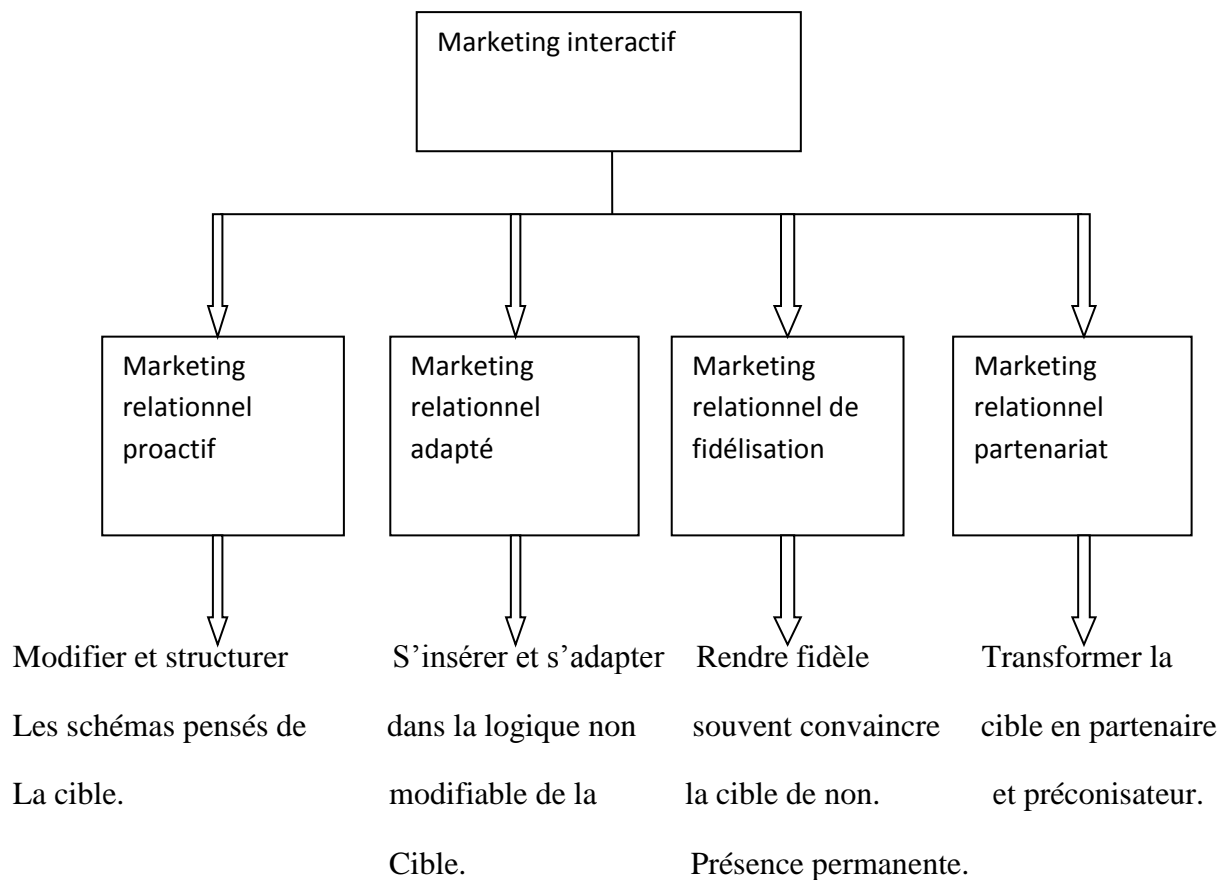 Marketing interactif
Marketing
relationnel
proactif
Marketing
relationnel
adapté
Marketing
relationnel de
fidélisation
Marketing
relationnel
partenariat
Modifier et structurer
Les schémas pensés de
La cible.
S’insérer et s’adapter
dans la logique non
modifiable de la
Cible.
Rendre fidèle
souvent convaincre
la cible de non.
Présence permanente.
Transformer la
cible en partenaire
et préconisateur.